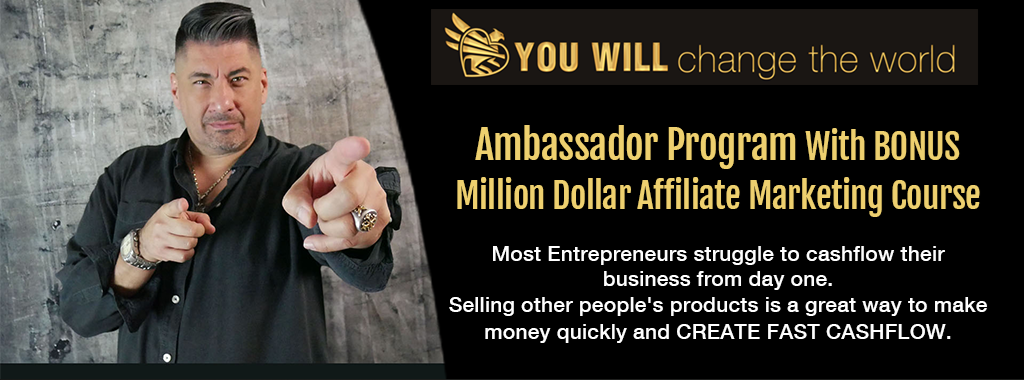 YOU WILL change the world
Ambassador Program With BONUS
Million Dollar Affiliate Marketing Course
Most Entrepreneurs struggle to cashflow their
business from day one.
Selling other people's products is a great way to make
money quickly and CREATE FAST CASHFLOW.